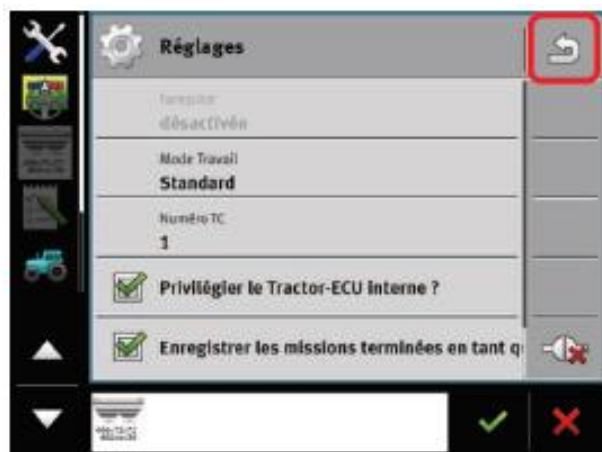 Réglages
désactivée
Mode Travail
Standard
Numéro TC
1
Privilégier le Tractor-ECU interne ?
Enregistrer les missions terminées en tant q